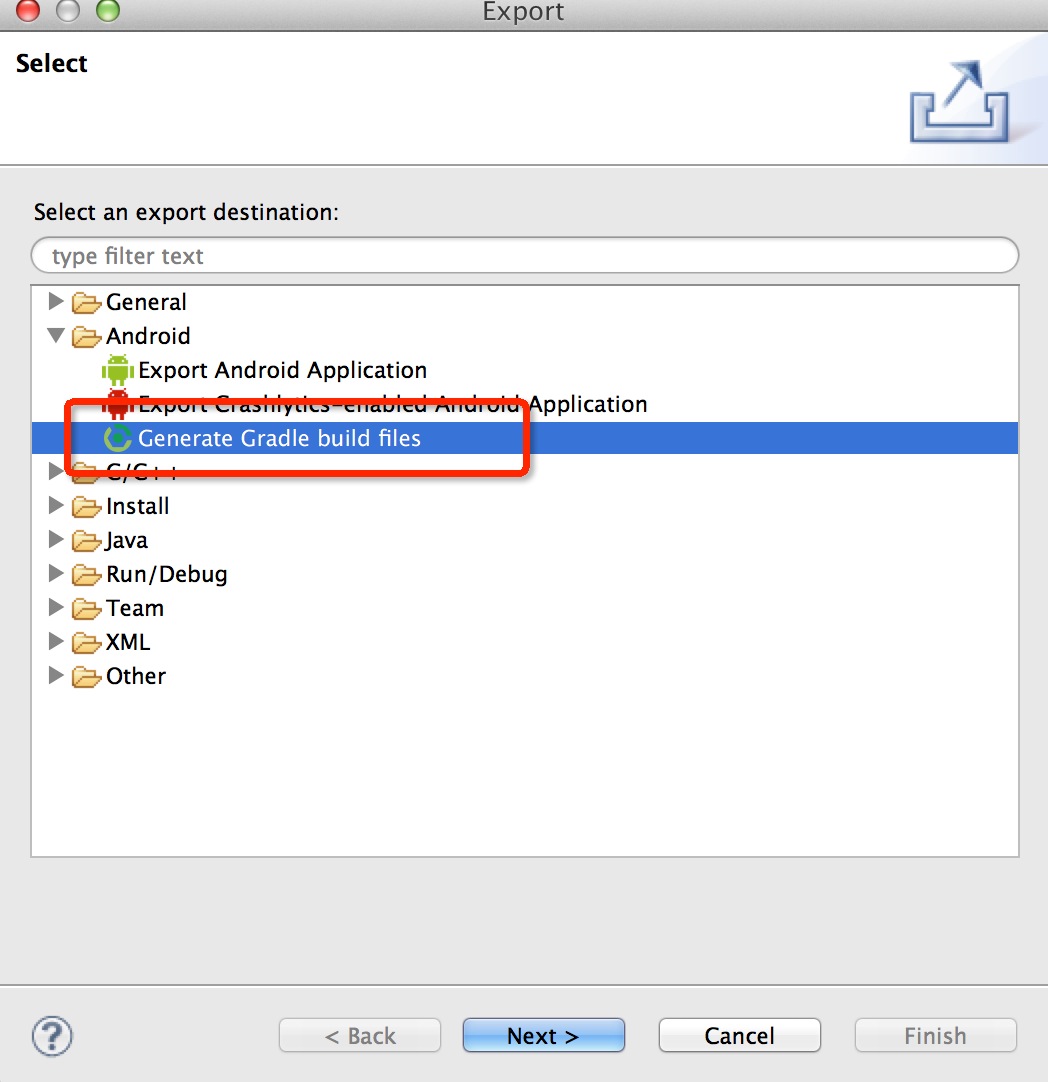 Export
Select
Select an export destination:
type filter text
General
Android
Export Android Application
Export Crashlytics-enabled Android Application
Generate Gradle build files
C/C++
Install
Java
Run/Debug
Team
XML
Other
?
< Back
Next >
Cancel
Finish